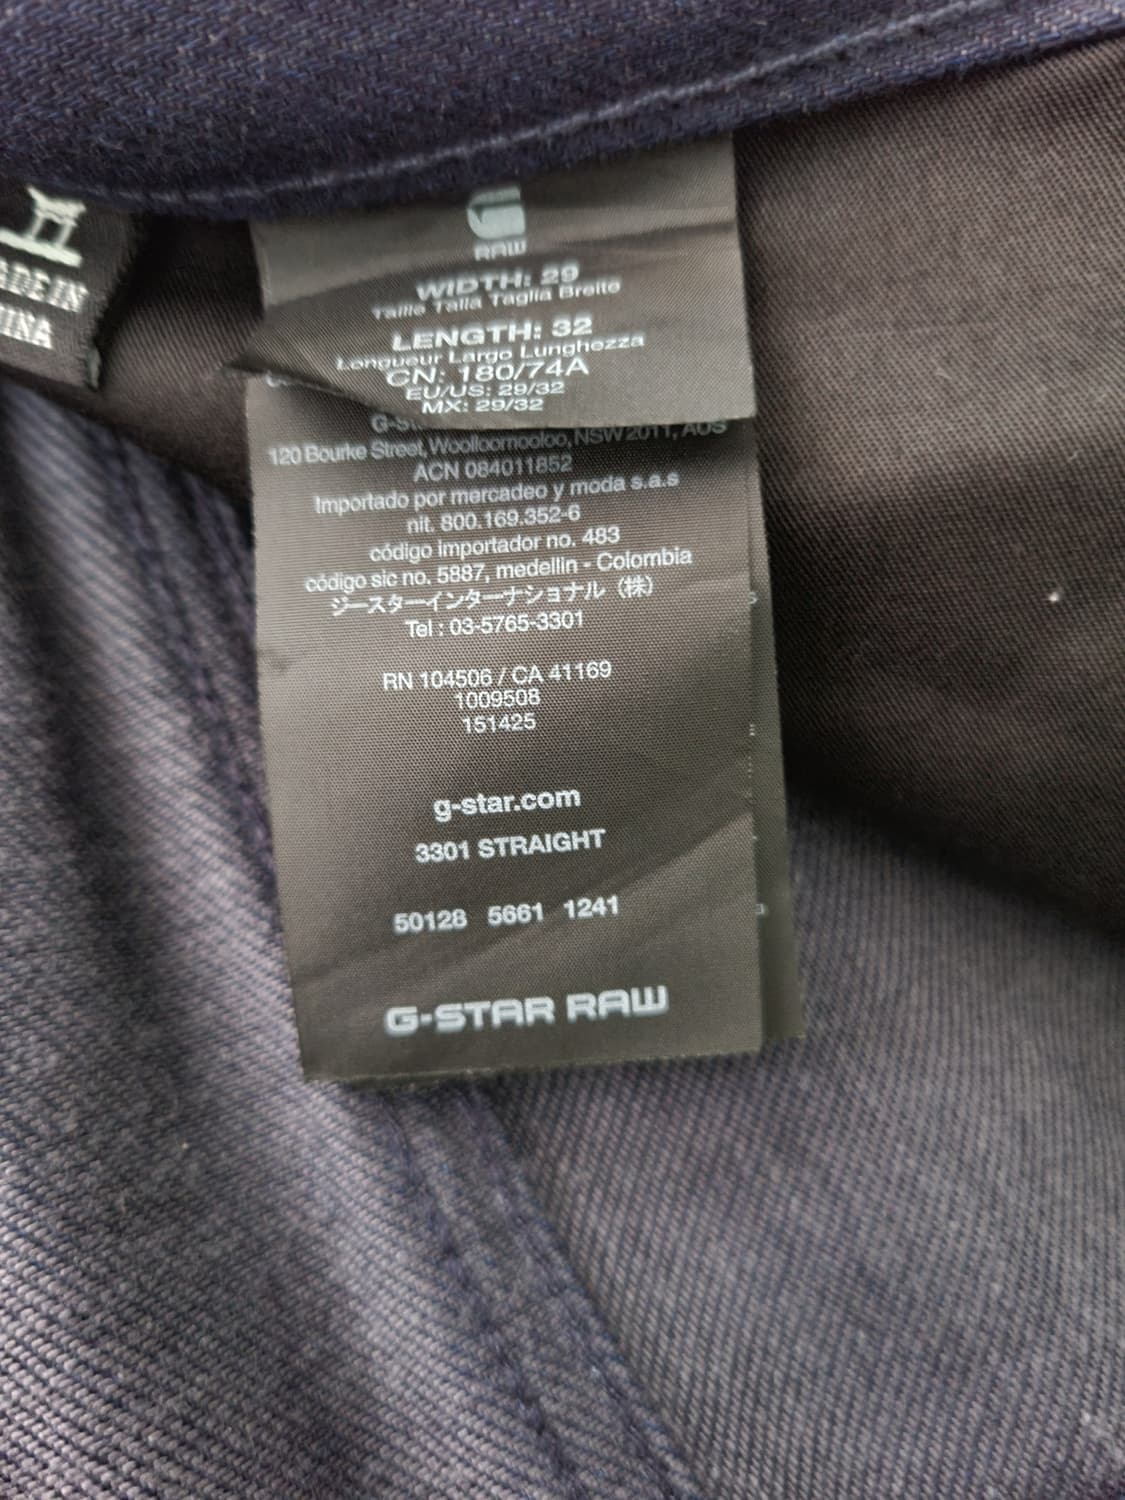 RAW
WIDTH: 29
Taille Talla Taglia Breite
LENGTH: 32
Longueur Largo Lunghezza
CN: 180/74A
EU/US: 29/32
MX: 29/32
120 Bourke Street, Woolloomooloo, NSW 2011, AUS
ACN 084011852
Importado por mercadeo y moda s.a.s
nit. 800.169.352-6
código importador no. 483
código sic no. 5887, medellin - Colombia
ジースターインターナショナル（株）
Tel : 03-5765-3301
RN 104506 / CA 41169
1009508
151425
g-star.com
3301 STRAIGHT
50128 5661 1241
G-STAR RAW
ADE IN
INA